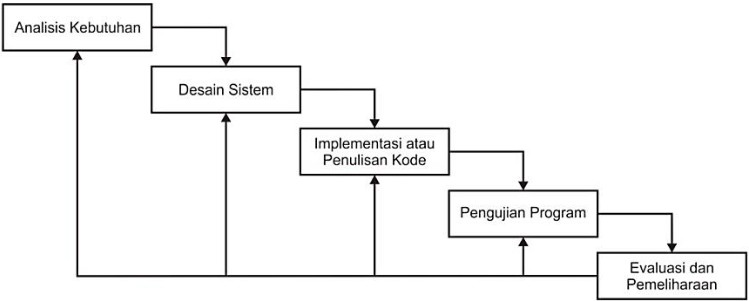 Analisis Kebutuhan
Desain Sistem
Implementasi atau
Penulisan Kode
Pengujian Program
Evaluasi dan
Pemeliharaan